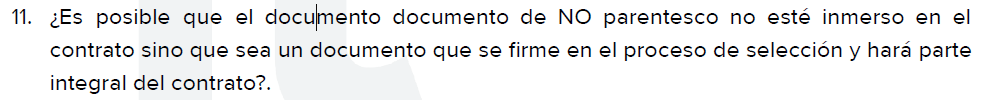 11. ¿Es posible que el documento documento de NO parentesco no esté inmerso en el
contrato sino que sea un documento que se firme en el proceso de selección y hará parte
integral del contrato?.